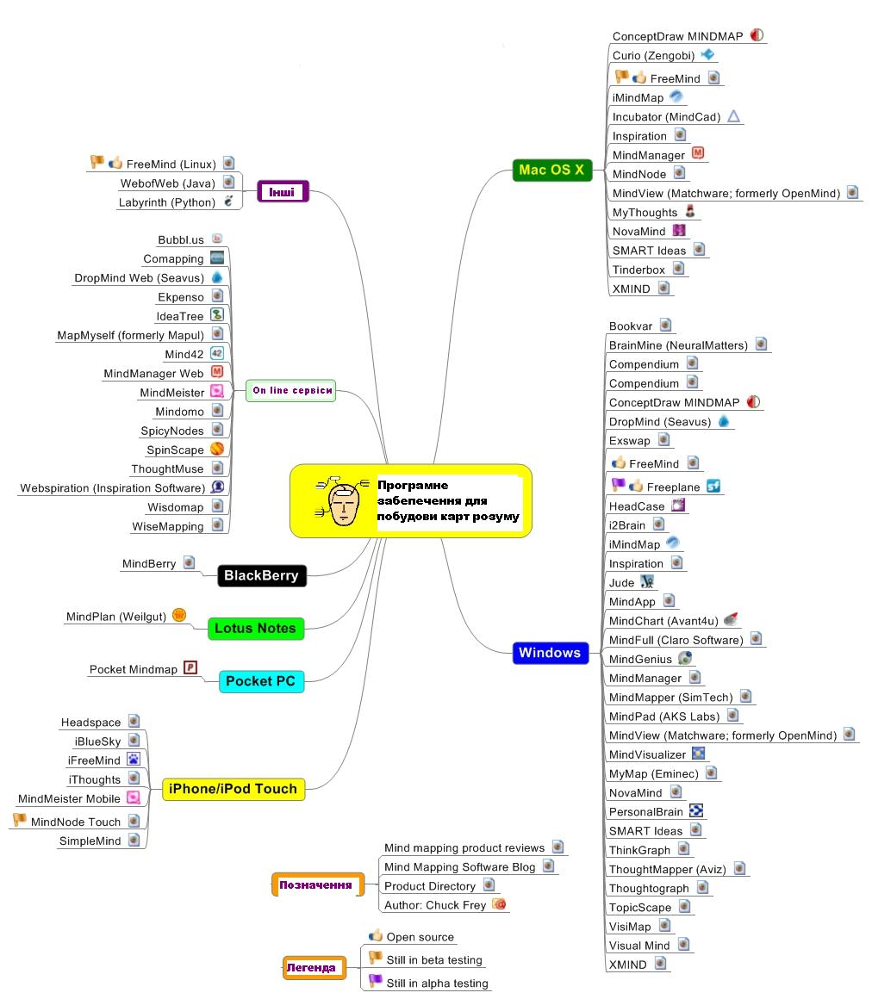 Програмне
забепечення для
побудови карт розуму
Mac OS X
ConceptDraw MINDMAP
Curio (Zengobi)
FreeMind
iMindMap
Incubator (MindCad)
Inspiration
MindManager
MindNode
MindView (Matchware; formerly OpenMind)
MyThoughts
NovaMind
SMART Ideas
Tinderbox
XMIND
Windows
Bookvar
BrainMine (NeuralMatters)
Compendium
Compendium
ConceptDraw MINDMAP
DropMind (Seavus)
Exswap
FreeMind
Freeplane
HeadCase
i2Brain
iMindMap
Inspiration
Jude
MindApp
MindChart (Avant4u)
MindFull (Claro Software)
MindGenius
MindManager
MindMapper (SimTech)
MindPad (AKS Labs)
MindView (Matchware; formerly OpenMind)
MindVisualizer
MyMap (Eminec)
NovaMind
PersonalBrain
SMART Ideas
ThinkGraph
ThoughtMapper (Aviz)
Thoughtograph
TopicScape
VisiMap
Visual Mind
XMIND
Інші
FreeMind (Linux)
WebofWeb (Java)
Labyrinth (Python)
On line сервіси
Bubbl.us
Comapping
DropMind Web (Seavus)
Ekpenso
IdeaTree
MapMyself (formerly Mapul)
Mind42
42
MindManager Web
MindMeister
Mindomo
SpicyNodes
SpinScape
ThoughtMuse
Webspiration (Inspiration Software)
Wisdomap
WiseMapping
BlackBerry
MindBerry
Lotus Notes
MindPlan (Weilgut)
Pocket PC
Pocket Mindmap
iPhone/iPod Touch
Headspace
iBlueSky
iFreeMind
iThoughts
MindMeister Mobile
MindNode Touch
SimpleMind
Позначення
Mind mapping product reviews
Mind Mapping Software Blog
Product Directory
Author: Chuck Frey
Легенда
Open source
Still in beta testing
Still in alpha testing